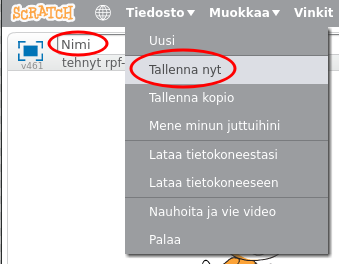 SCRATCH Tiedosto Muokkaa Vinkit
Nimi
v461
tehnyt rpf-
Uusi
Tallenna nyt
Tallenna kopio
Mene minun juttuihini
Lataa tietokoneestasi
Lataa tietokoneeseen
Nauhoita ja vie video
Palaa